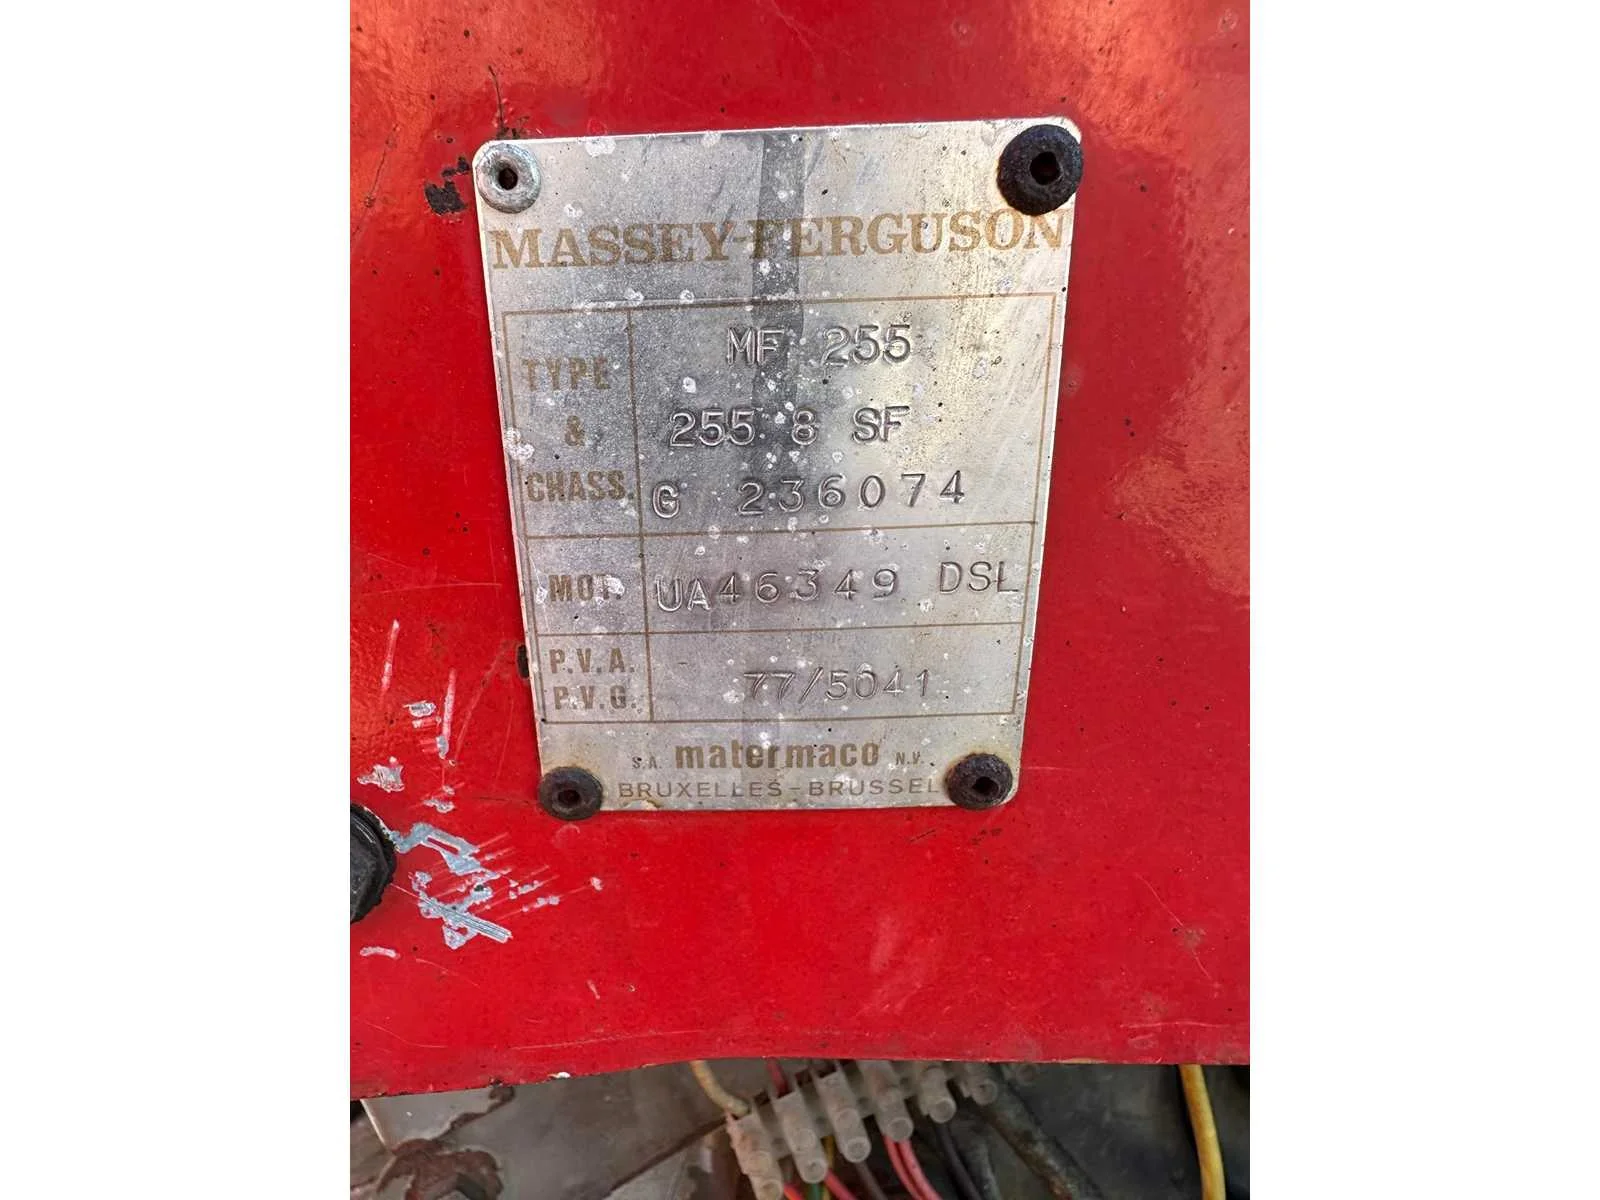 MASSEY-FERGUSON
TYPE & CHASS.
MF 255
255 8 SF
G 236074
MOT. UA46349 DSL
P.V.A.
P.V.G. 77/5041
S.A. matermaco N.V.
BRUXELLES-BRUSSEL